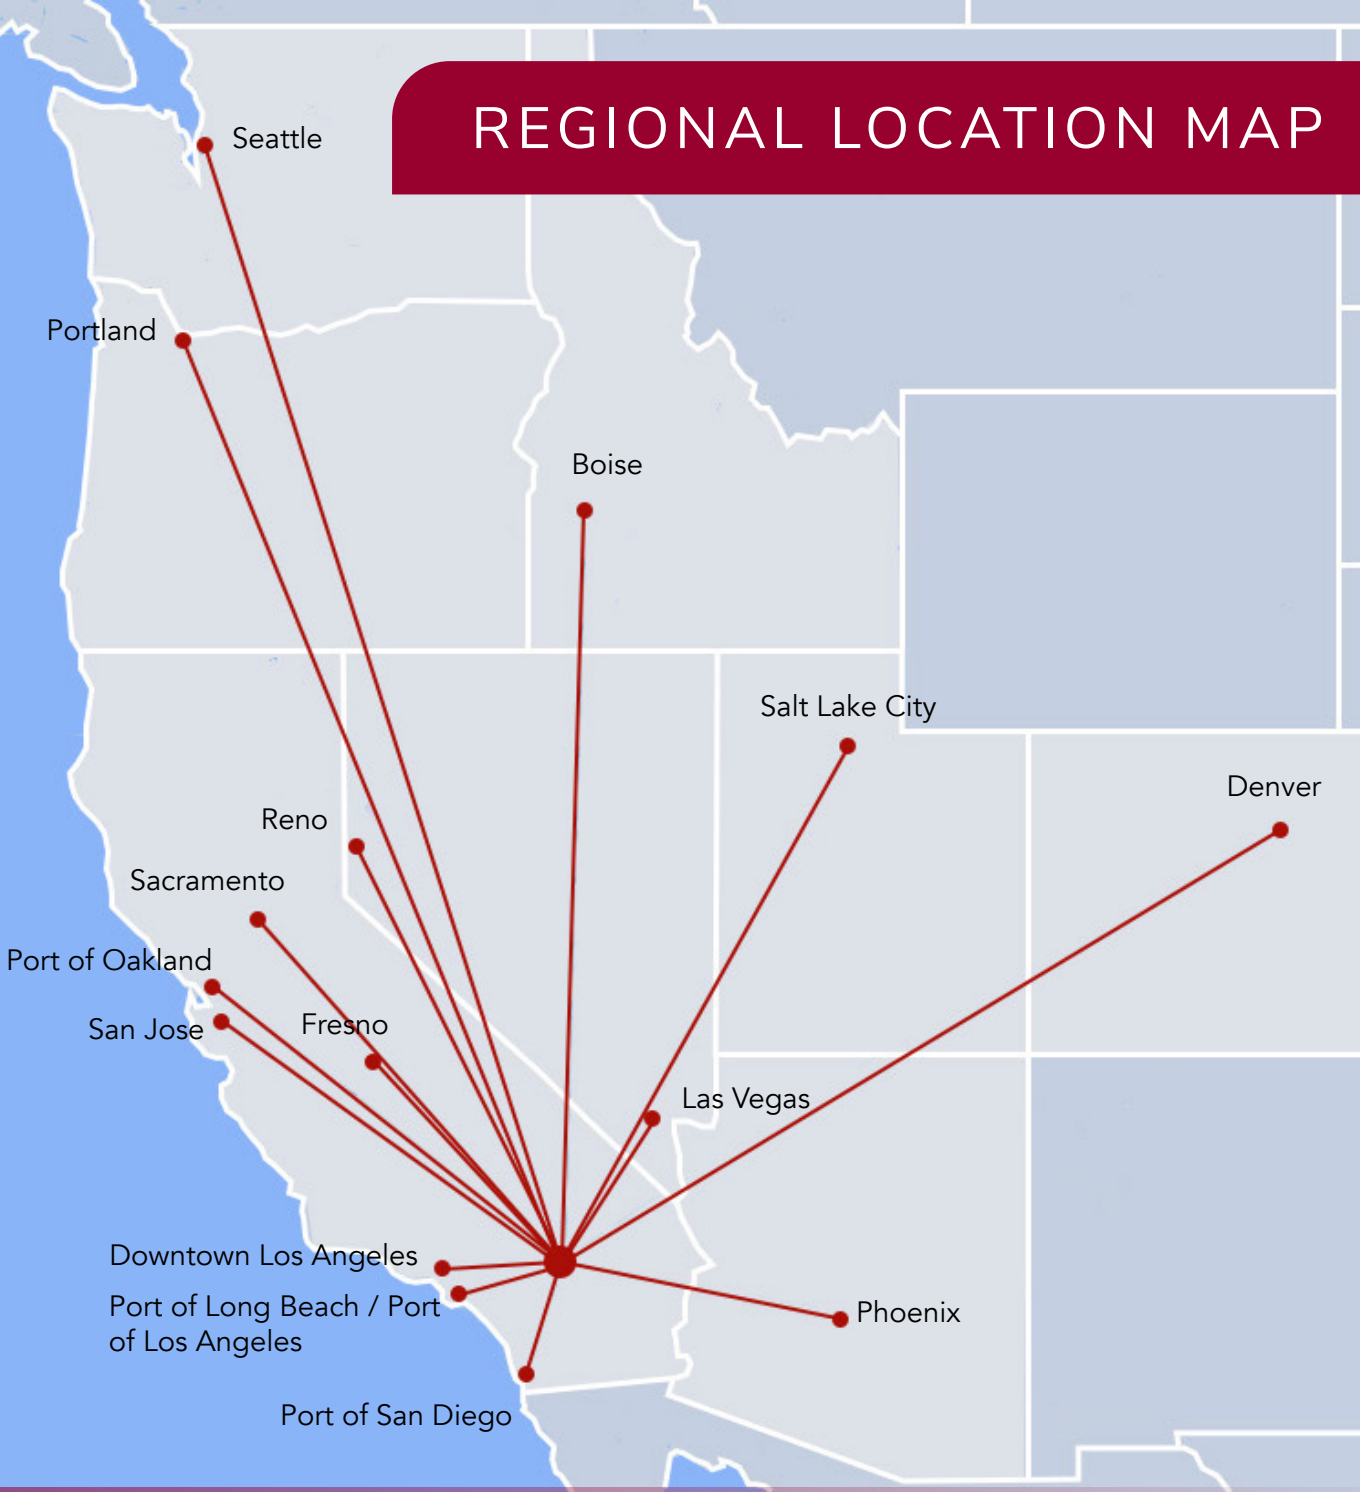 REGIONAL LOCATION MAP
Seattle
Portland
Boise
Salt Lake City
Denver
Reno
Sacramento
Port of Oakland
San Jose
Fresno
Las Vegas
Downtown Los Angeles
Port of Long Beach / Port
of Los Angeles
Phoenix
Port of San Diego